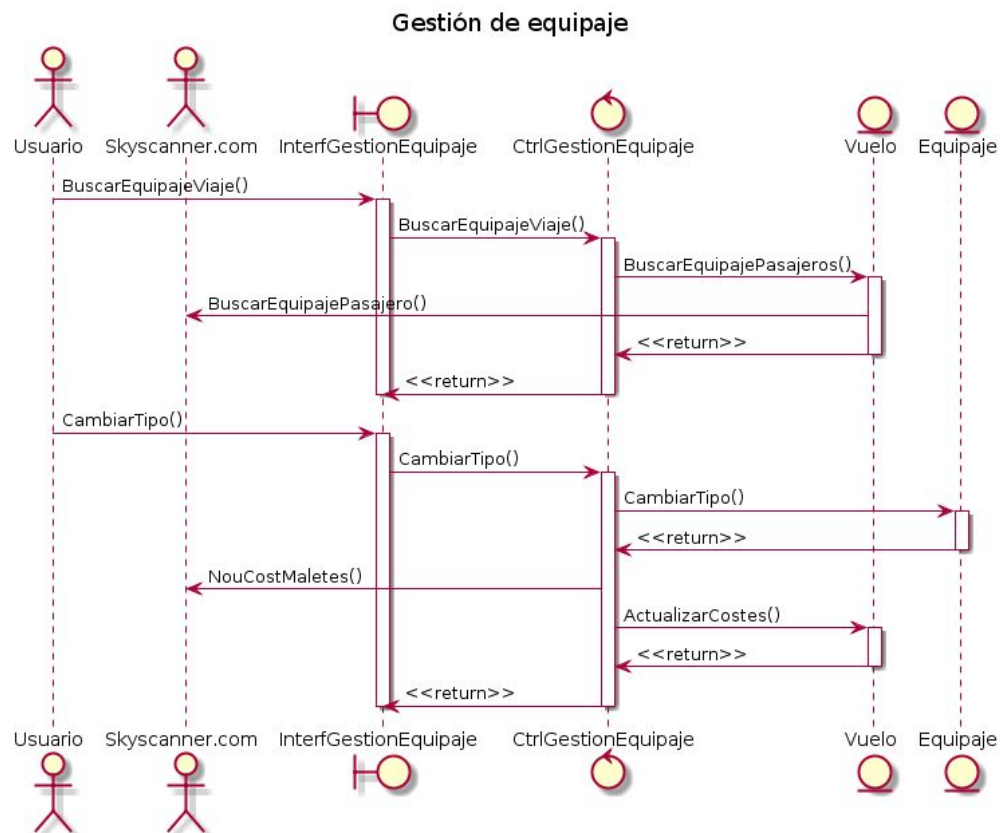 Gestión de equipaje
Usuario
Skyscanner.com
InterfGestionEquipaje
CtrlGestionEquipaje
Vuelo
Equipaje
BuscarEquipajeViaje()
BuscarEquipajeViaje()
BuscarEquipajePasajeros()
BuscarEquipajePasajero()
<<return>>
<<return>>
CambiarTipo()
CambiarTipo()
CambiarTipo()
<<return>>
NouCostMaletes()
ActualizarCostes()
<<return>>
<<return>>
Usuario
Skyscanner.com
InterfGestionEquipaje
CtrlGestionEquipaje
Vuelo
Equipaje